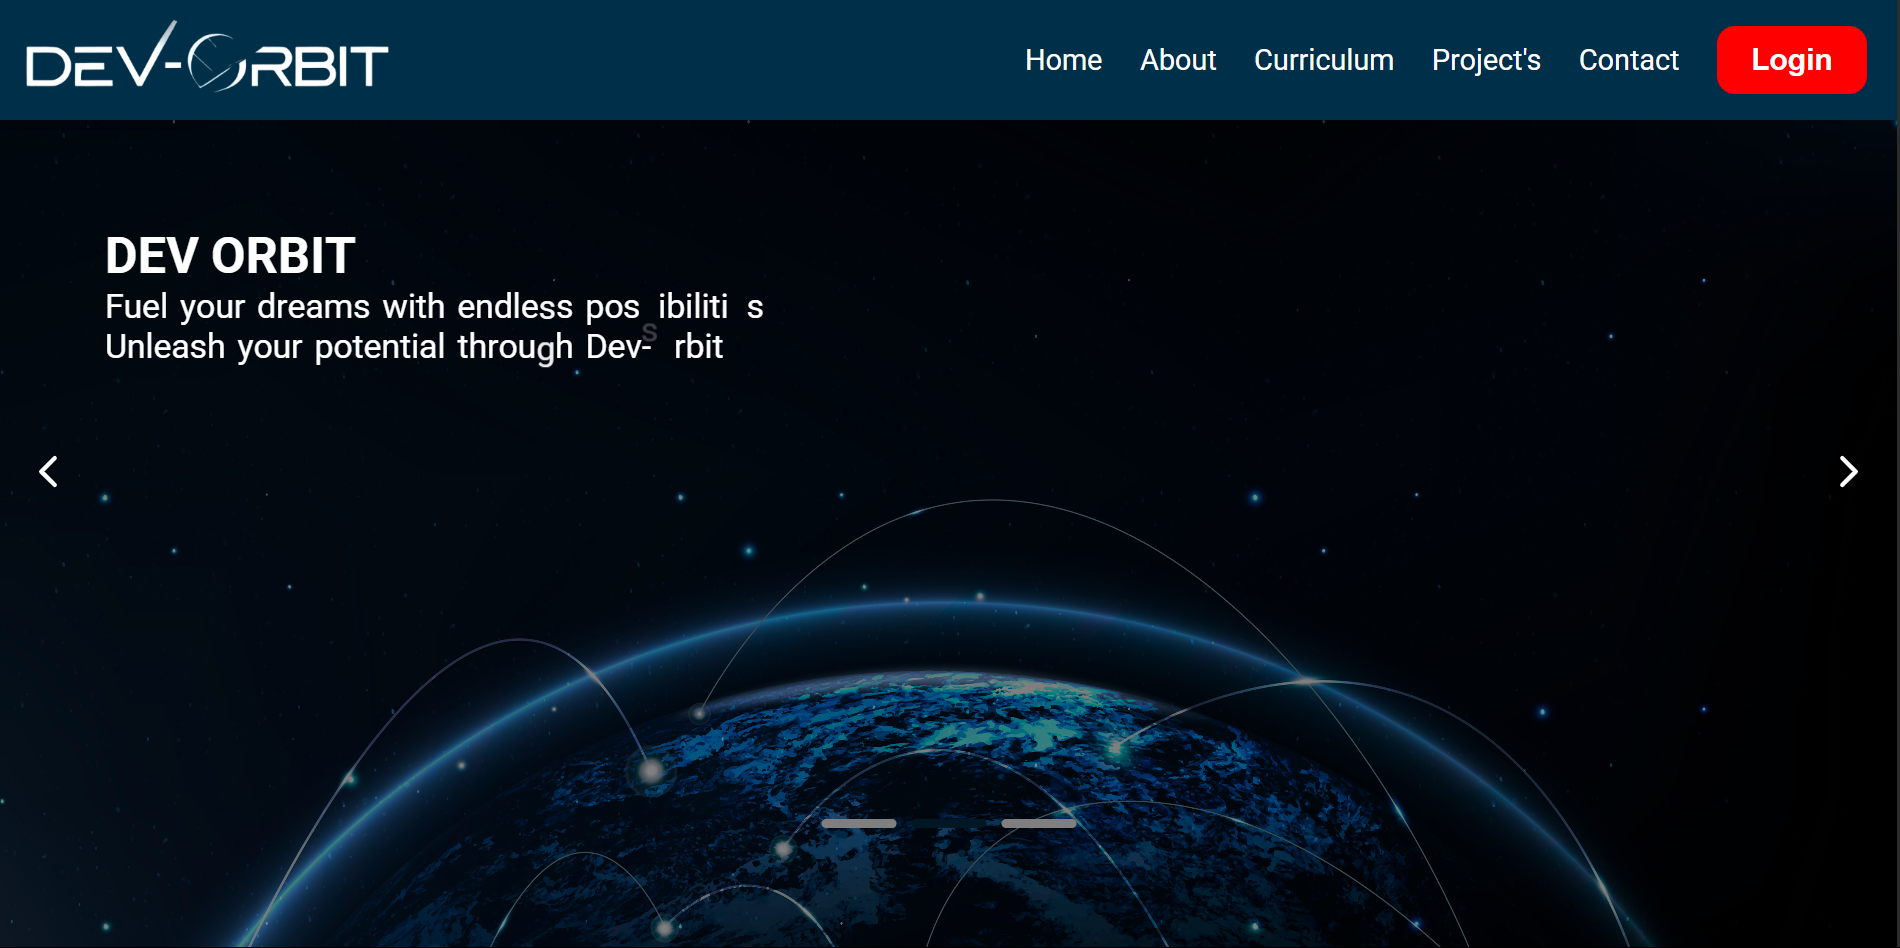 DEV-ORBIT
Home About Curriculum Project's Contact Login
DEV ORBIT
Fuel your dreams with endless pos ibiliti s
s
Unleash your potential through Dev- rbit